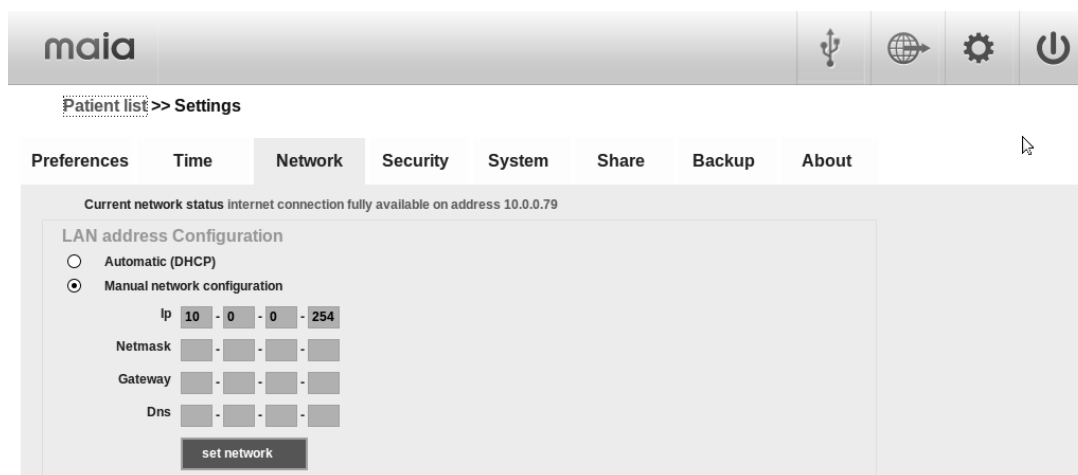 maia
Patient list >> Settings
Preferences Time Network Security System Share Backup About
Current network status internet connection fully available on address 10.0.0.79
LAN address Configuration
Automatic (DHCP)
Manual network configuration
Ip 10 - 0 - 0 - 254
Netmask - - -
Gateway - - -
Dns - - -
set network